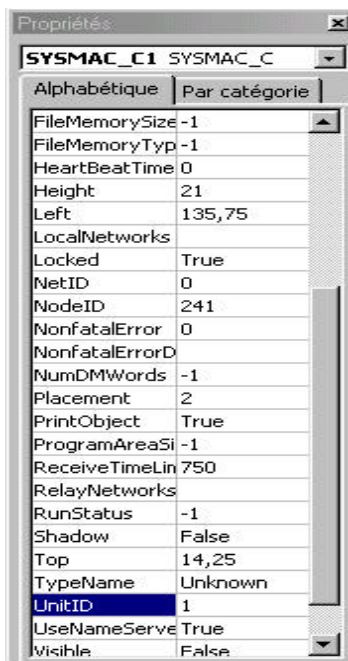 Propriétés
SYSMAC_C1 SYSMAC_C
Alphabétique Par catégorie
FileMemorySize -1
FileMemoryTyp -1
HeartBeatTime 0
Height 21
Left 135,75
LocalNetworks
Locked True
NetID 0
NodeID 241
NonfatalError 0
NonfatalErrorD
NumDMWords -1
Placement 2
PrintObject True
ProgramAreaSi -1
ReceiveTimeLin 750
RelayNetworks
RunStatus -1
Shadow False
Top 14,25
TypeName Unknown
UnitID 1
UseNameServe True
Visible False